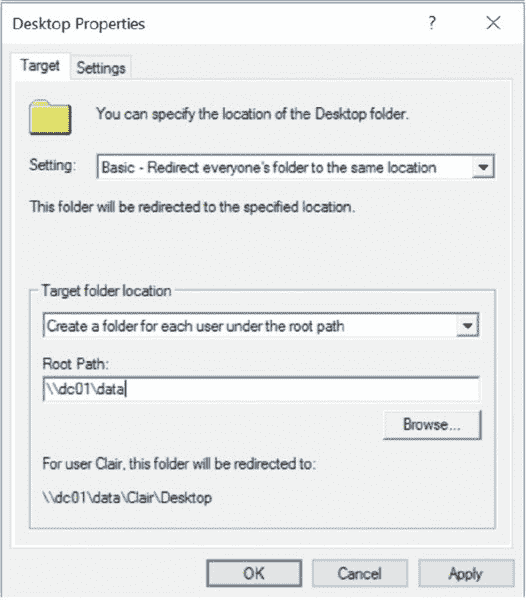 Desktop Properties
Target
Settings
You can specify the location of the Desktop folder.
Setting:
Basic - Redirect everyone's folder to the same location
This folder will be redirected to the specified location.
Target folder location
Create a folder for each user under the root path
Root Path:
\\dc01\data
Browse...
For user Clair, this folder will be redirected to:
\\dc01\data\Clair\Desktop
OK
Cancel
Apply